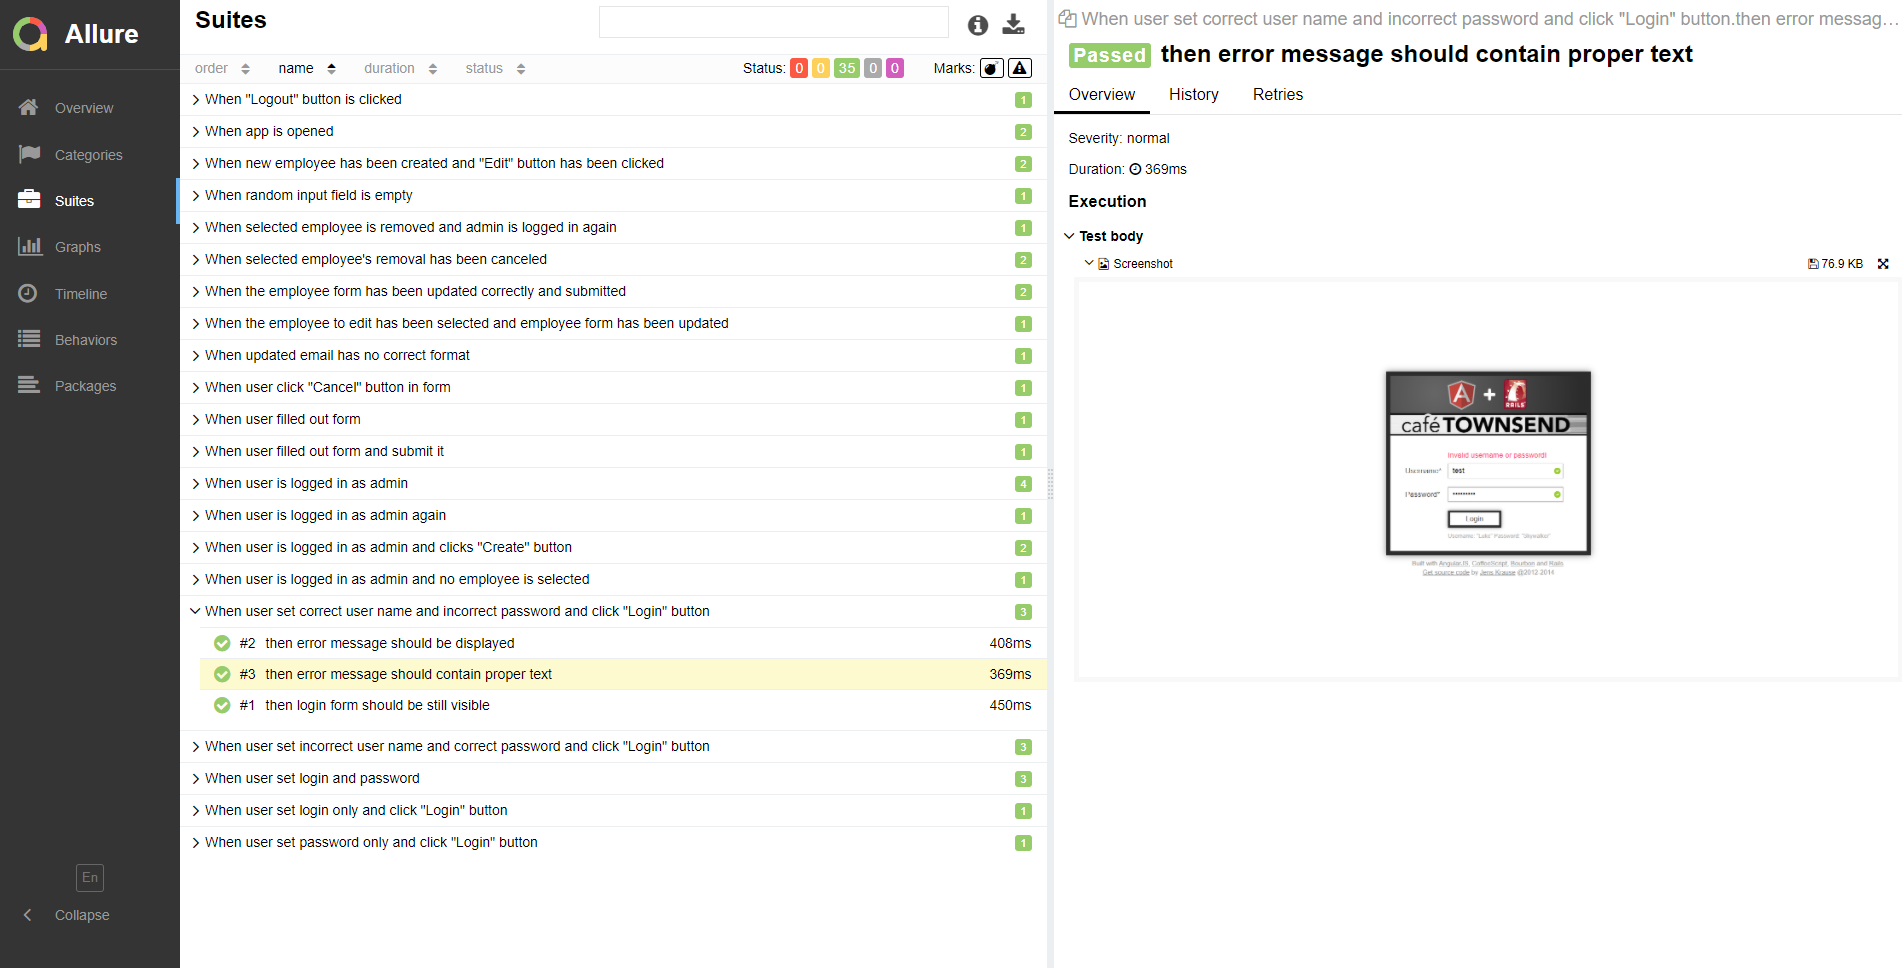 Allure
Overview
Categories
Suites
Graphs
Timeline
Behaviors
Packages
En
Collapse
Suites
order name duration status Status: 0 0 35 0 0 Marks:
When "Logout" button is clicked 1
When app is opened 2
When new employee has been created and "Edit" button has been clicked 2
When random input field is empty 1
When selected employee is removed and admin is logged in again 1
When selected employee's removal has been canceled 2
When the employee form has been updated correctly and submitted 2
When the employee to edit has been selected and employee form has been updated 1
When updated email has no correct format 1
When user click "Cancel" button in form 1
When user filled out form 1
When user filled out form and submit it 1
When user is logged in as admin 4
When user is logged in as admin again 1
When user is logged in as admin and clicks "Create" button 2
When user is logged in as admin and no employee is selected 1
When user set correct user name and incorrect password and click "Login" button 3
#2 then error message should be displayed 408ms
#3 then error message should contain proper text 369ms
#1 then login form should be still visible 450ms
When user set incorrect user name and correct password and click "Login" button 3
When user set login and password 3
When user set login only and click "Login" button 1
When user set password only and click "Login" button 1
When user set correct user name and incorrect password and click "Login" button.then error messag...
Passed then error message should contain proper text
Overview History Retries
Severity: normal
Duration: 369ms
Execution
Test body
Screenshot 76.9 KB
A + RAILS
café TOWNSEND
Invalid username or password!
Username* test
Password* •••••••••
Login
Username: "Luke" Password: "skywalker"
Built with AngularJS, CoffeeScript, Bourbon and Rails
Get source code by Jens Krause @2012-2014